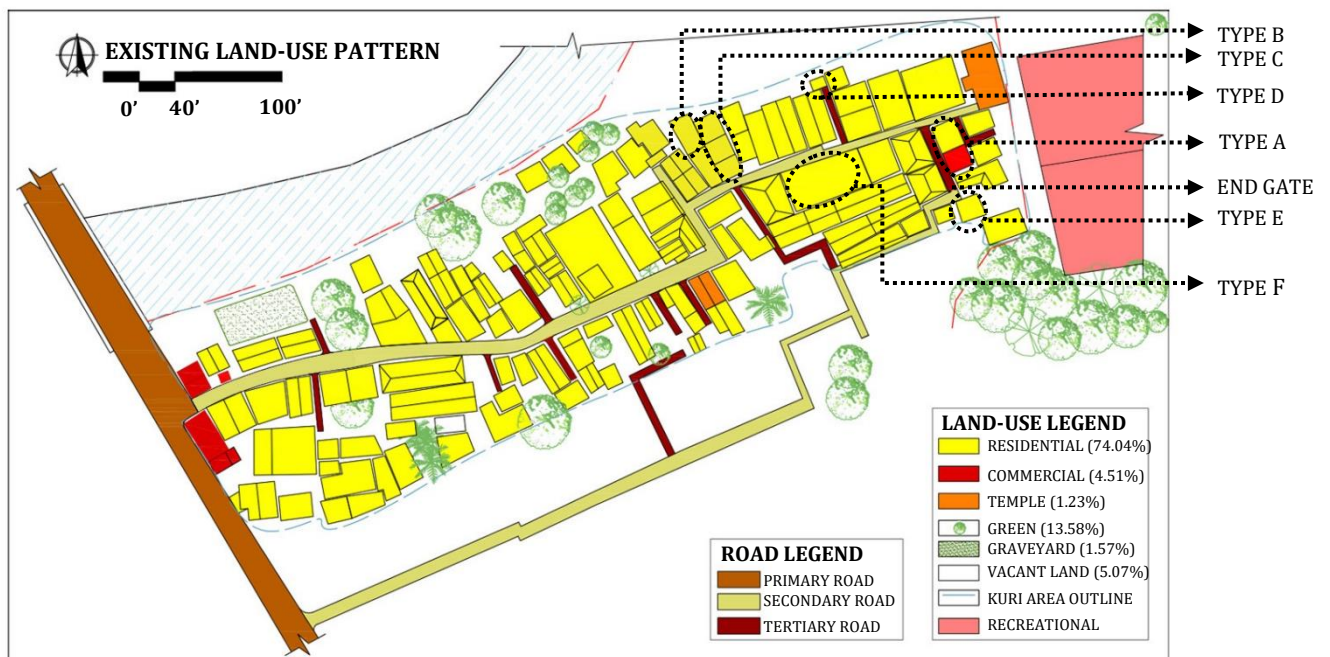 EXISTING LAND-USE PATTERN
0' 40' 100'
TYPE B
TYPE C
TYPE D
TYPE A
END GATE
TYPE E
TYPE F
LAND-USE LEGEND
RESIDENTIAL (74.04%)
COMMERCIAL (4.51%)
TEMPLE (1.23%)
GREEN (13.58%)
GRAVEYARD (1.57%)
VACANT LAND (5.07%)
KURI AREA OUTLINE
RECREATIONAL
ROAD LEGEND
PRIMARY ROAD
SECONDARY ROAD
TERTIARY ROAD